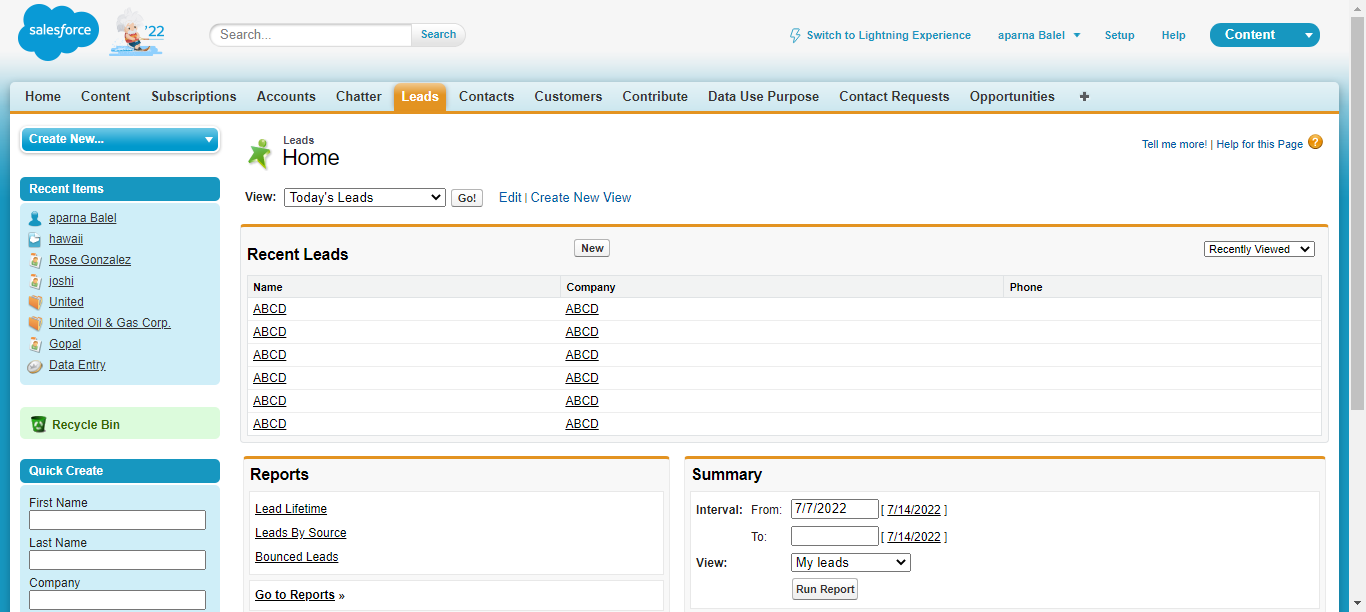 salesforce '22 Search... Search Switch to Lightning Experience aparna Balel Setup Help Content
Home Content Subscriptions Accounts Chatter Leads Contacts Customers Contribute Data Use Purpose Contact Requests Opportunities +
Create New...
Recent Items
aparna Balel
hawaii
Rose Gonzalez
joshi
United
United Oil & Gas Corp.
Gopal
Data Entry
Recycle Bin
Quick Create
First Name
Last Name
Company
Leads
Home
Tell me more! | Help for this Page ?
View: Today's Leads Go! Edit | Create New View
Recent Leads New Recently Viewed
Name Company Phone
ABCD ABCD
ABCD ABCD
ABCD ABCD
ABCD ABCD
ABCD ABCD
ABCD ABCD
Reports
Lead Lifetime
Leads By Source
Bounced Leads
Go to Reports »
Summary
Interval: From: 7/7/2022 [ 7/14/2022 ]
To: [ 7/14/2022 ]
View: My leads
Run Report